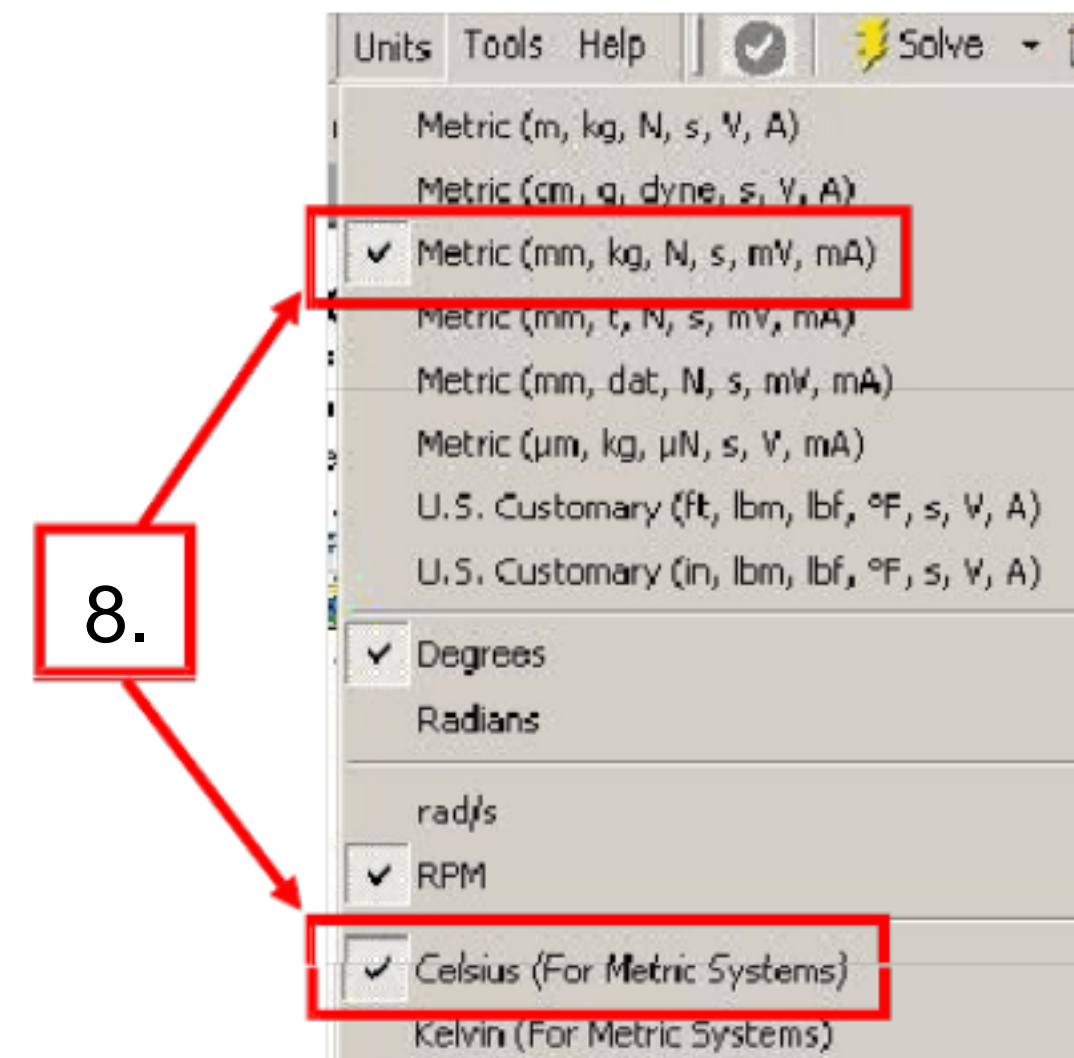 Units Tools Help Solve
Metric (m, kg, N, s, V, A)
Metric (cm, g, dyne, s, V, A)
Metric (mm, kg, N, s, mV, mA)
Metric (mm, t, N, s, mV, mA)
Metric (mm, dat, N, s, mV, mA)
Metric (µm, kg, µN, s, V, mA)
U.S. Customary (ft, lbm, lbf, °F, s, V, A)
U.S. Customary (in, lbm, lbf, °F, s, V, A)
8.
Degrees
Radians
rad/s
RPM
Celsius (For Metric Systems)
Kelvin (For Metric Systems)